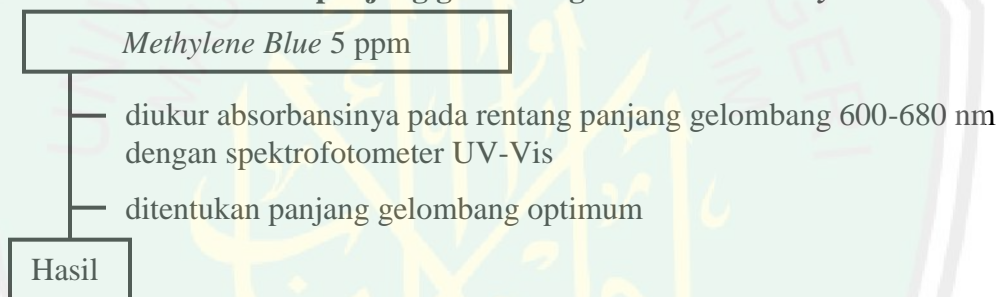 Methylene Blue 5 ppm
diukur absorbansinya pada rentang panjang gelombang 600-680 nm
dengan spektrofotometer UV-Vis
ditentukan panjang gelombang optimum
Hasil